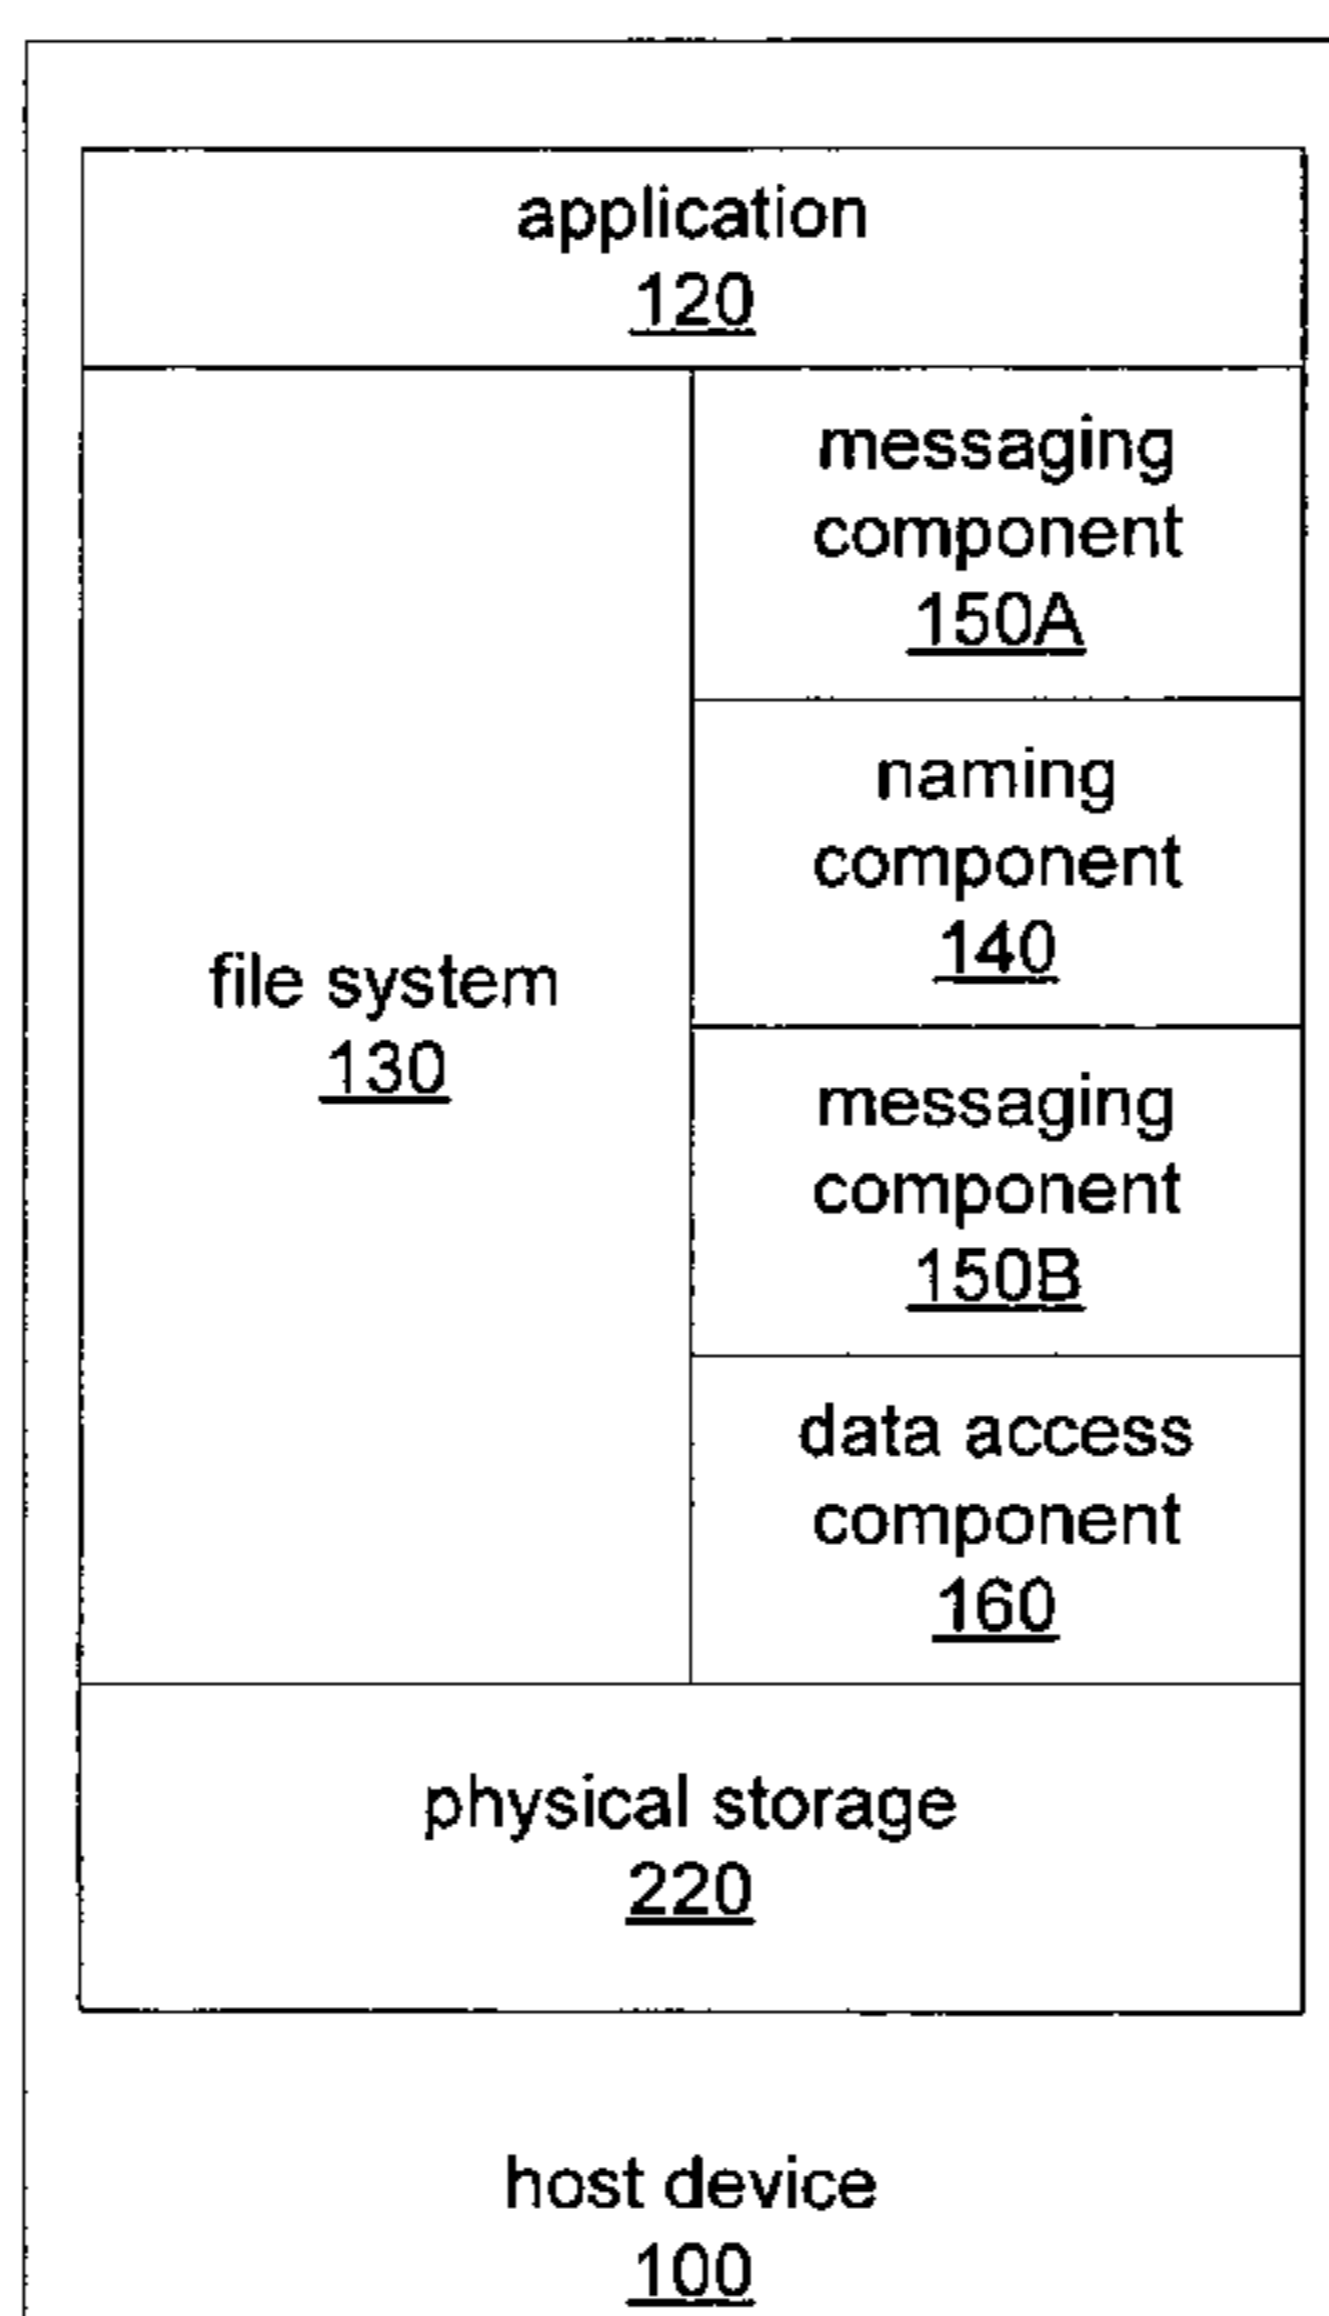 application
120
file system
130
messaging
component
150A
naming
component
140
messaging
component
150B
data access
component
160
physical storage
220
host device
100